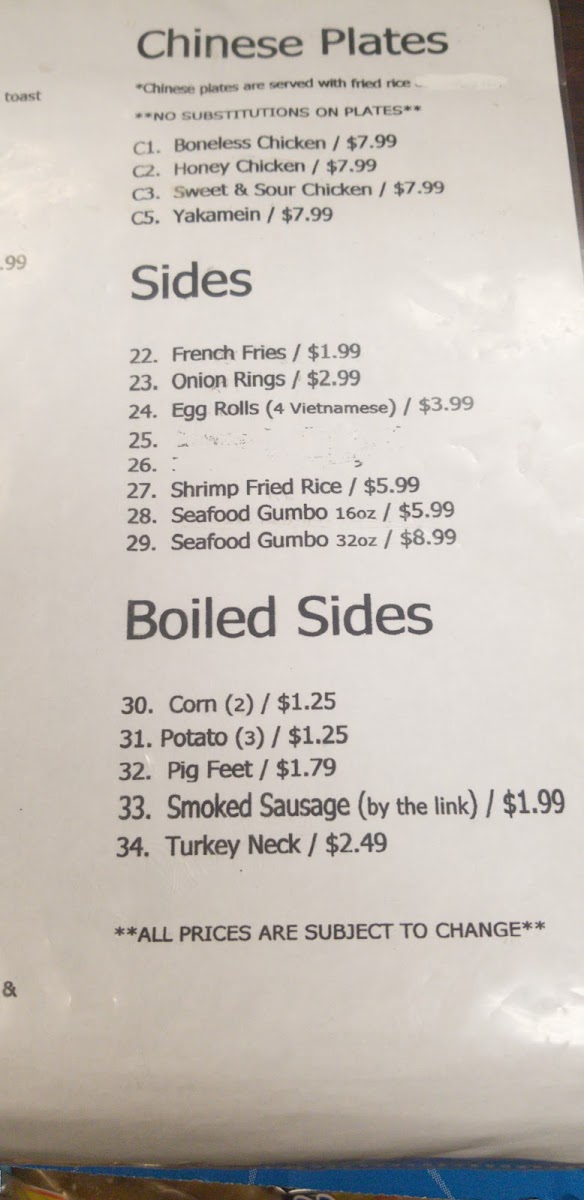 Chinese Plates
*Chinese plates are served with fried rice
**NO SUBSTITUTIONS ON PLATES**
C1. Boneless Chicken / $7.99
C2. Honey Chicken / $7.99
C3. Sweet & Sour Chicken / $7.99
C5. Yakamein / $7.99
Sides
22. French Fries / $1.99
23. Onion Rings / $2.99
24. Egg Rolls (4 Vietnamese) / $3.99
25.
26.
27. Shrimp Fried Rice / $5.99
28. Seafood Gumbo 16oz / $5.99
29. Seafood Gumbo 32oz / $8.99
Boiled Sides
30. Corn (2) / $1.25
31. Potato (3) / $1.25
32. Pig Feet / $1.79
33. Smoked Sausage (by the link) / $1.99
34. Turkey Neck / $2.49
**ALL PRICES ARE SUBJECT TO CHANGE**
toast
.99
&